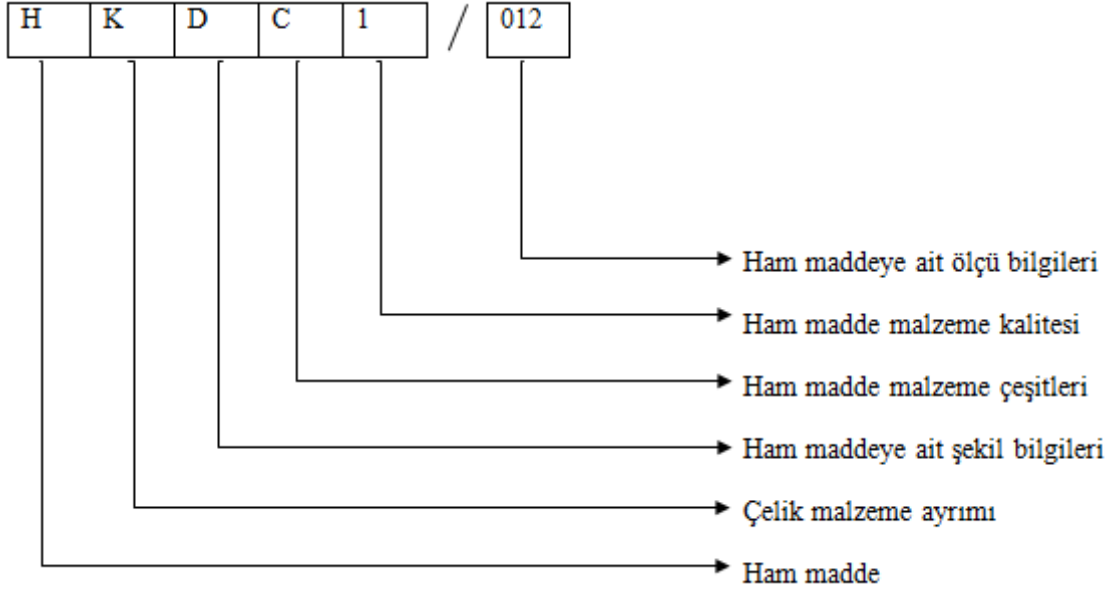 H K D C 1 / 012
Ham maddeye ait ölçü bilgileri
Ham madde malzeme kalitesi
Ham madde malzeme çeşitleri
Ham maddeye ait şekil bilgileri
Çelik malzeme ayrımı
Ham madde